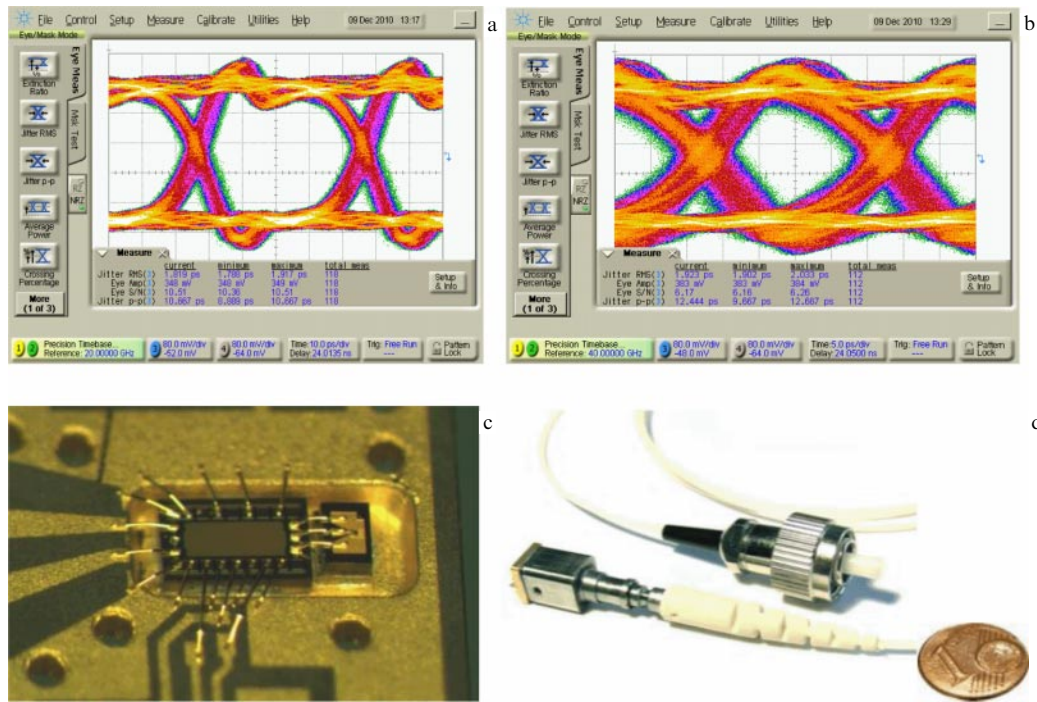 File Control Setup Measure Calibrate Utilities Help 09 Dec 2010 13:17
a
Eye/Mask Mode
Extinction
Ratio
Jitter RMS
Jitter p-p
Average
Power
Crossing
Percentage
More
(1 of 3)
Eye Meas
Msk Test
RZ
NRZ
Measure
current minimum maximum total meas
Jitter RMS(3) 1.819 ps 1.788 ps 1.917 ps 118
Eye Amp(3) 348 mV 348 mV 349 mV 118
Eye S/N(3) 10.51 10.36 10.51 118
Jitter p-p(3) 10.667 ps 8.889 ps 10.667 ps 118
Setup
& Info
1 2 Precision Timebase...
Reference: 20.00000 GHz
3 80.0 mV/div
-52.0 mV
4 80.0 mV/div
-64.0 mV
Time:10.0 ps/div
Delay:24.0135 ns
Trig: Free Run
---
Pattern
Lock
File Control Setup Measure Calibrate Utilities Help 09 Dec 2010 13:29
b
Eye/Mask Mode
Extinction
Ratio
Jitter RMS
Jitter p-p
Average
Power
Crossing
Percentage
More
(1 of 3)
Eye Meas
Msk Test
RZ
NRZ
Measure
current minimum maximum total meas
Jitter RMS(3) 1.923 ps 1.902 ps 2.033 ps 112
Eye Amp(3) 383 mV 383 mV 384 mV 112
Eye S/N(3) 6.17 6.16 6.26 112
Jitter p-p(3) 12.444 ps 9.667 ps 12.667 ps 112
Setup
& Info
1 2 Precision Timebase...
Reference: 40.00000 GHz
3 80.0 mV/div
-48.0 mV
4 80.0 mV/div
-64.0 mV
Time:5.0 ps/div
Delay:24.0500 ns
Trig: Free Run
---
Pattern
Lock
c
d
1